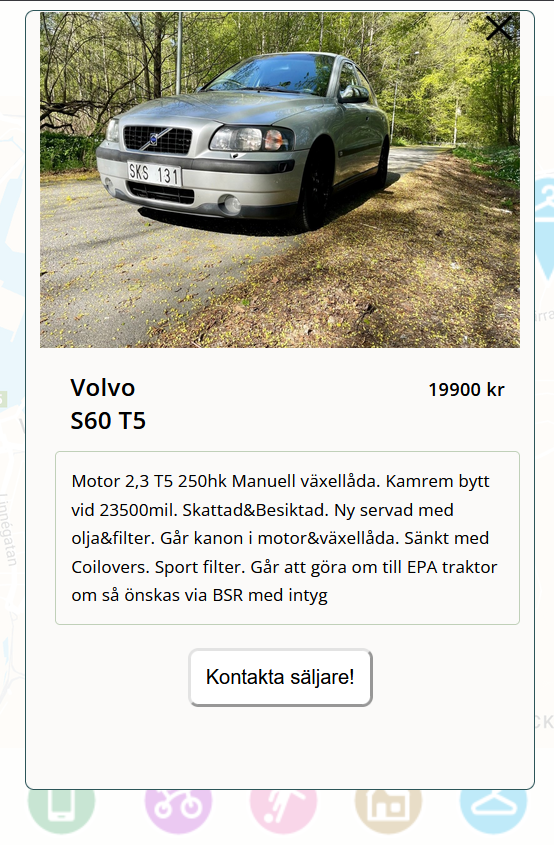 SKS 131
Volvo
19900 kr
S60 T5
Motor 2,3 T5 250hk Manuell växellåda. Kamrem bytt
vid 23500mil. Skattad&Besiktad. Ny servad med
olja&filter. Går kanon i motor&växellåda. Sänkt med
Coilovers. Sport filter. Går att göra om till EPA traktor
om så önskas via BSR med intyg
Kontakta säljare!
Linnégatan